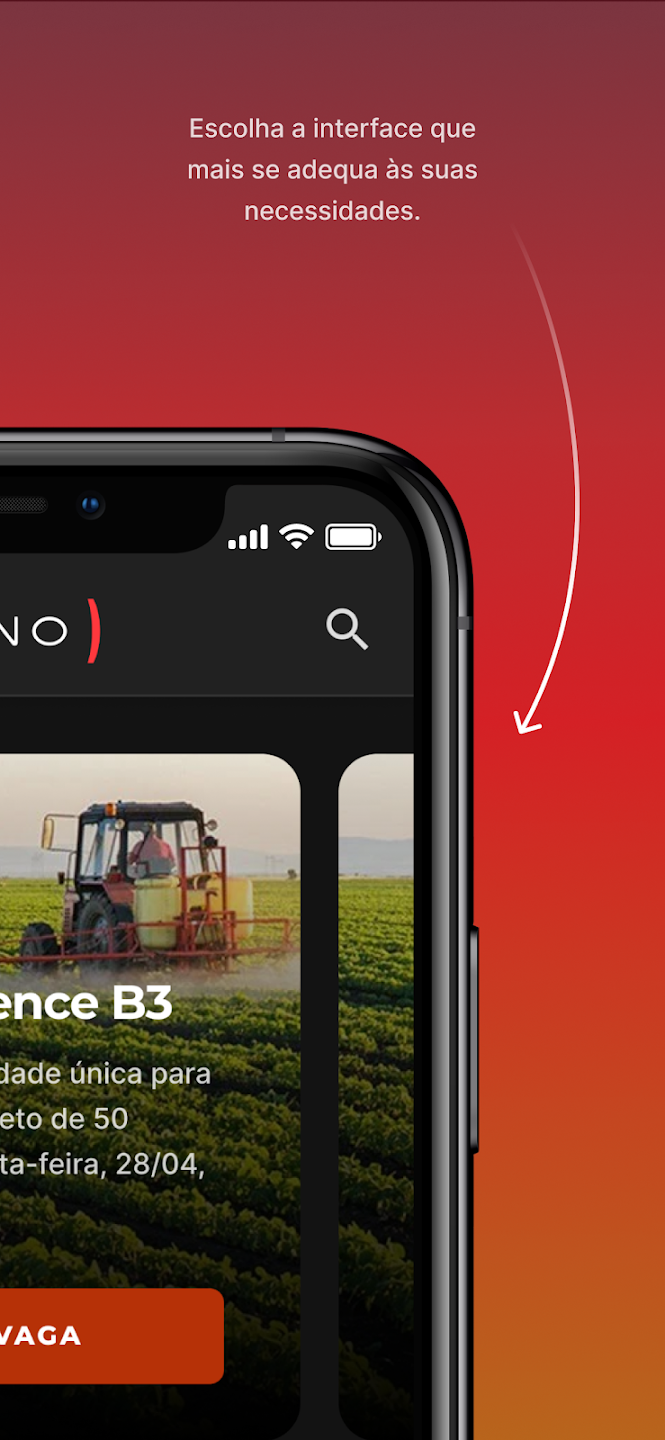 Escolha a interface que
mais se adequa às suas
necessidades.
NO )
ence B3
dade única para
eto de 50
ta-feira, 28/04,
VAGA